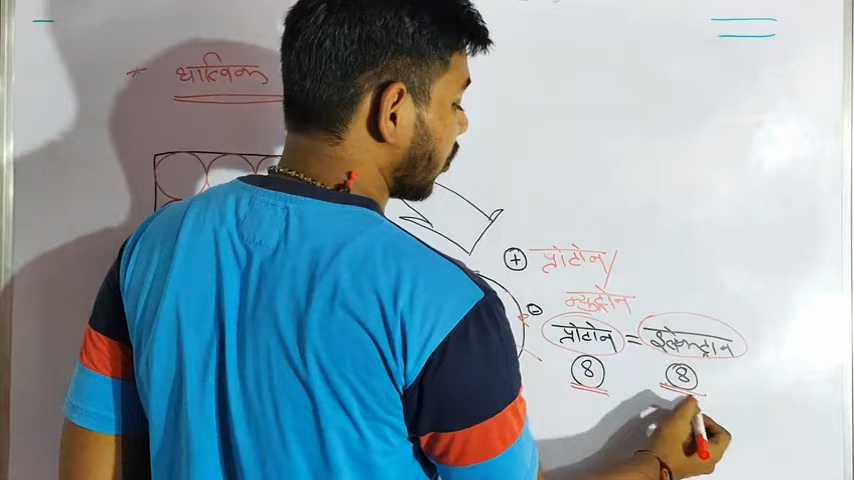 * धात्विक
⊕ प्रोटोन/
⊖ न्युट्रोन
प्रोटोन = इलेक्ट्रान
8 8